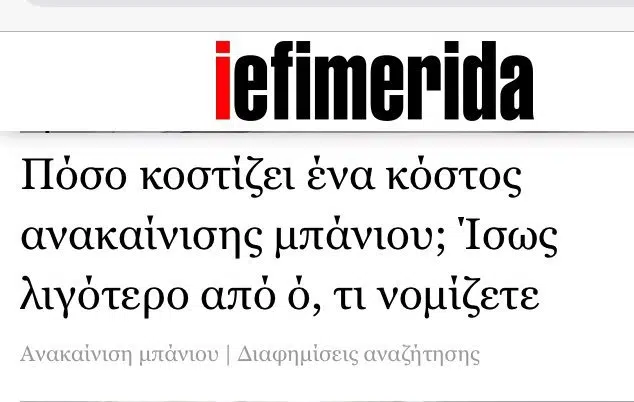 iefimerida
Πόσο κοστίζει ένα κόστος
ανακαίνισης μπάνιου; Ίσως
λιγότερο από ό, τι νομίζετε
Ανακαίνιση μπάνιου | Διαφημίσεις αναζήτησης